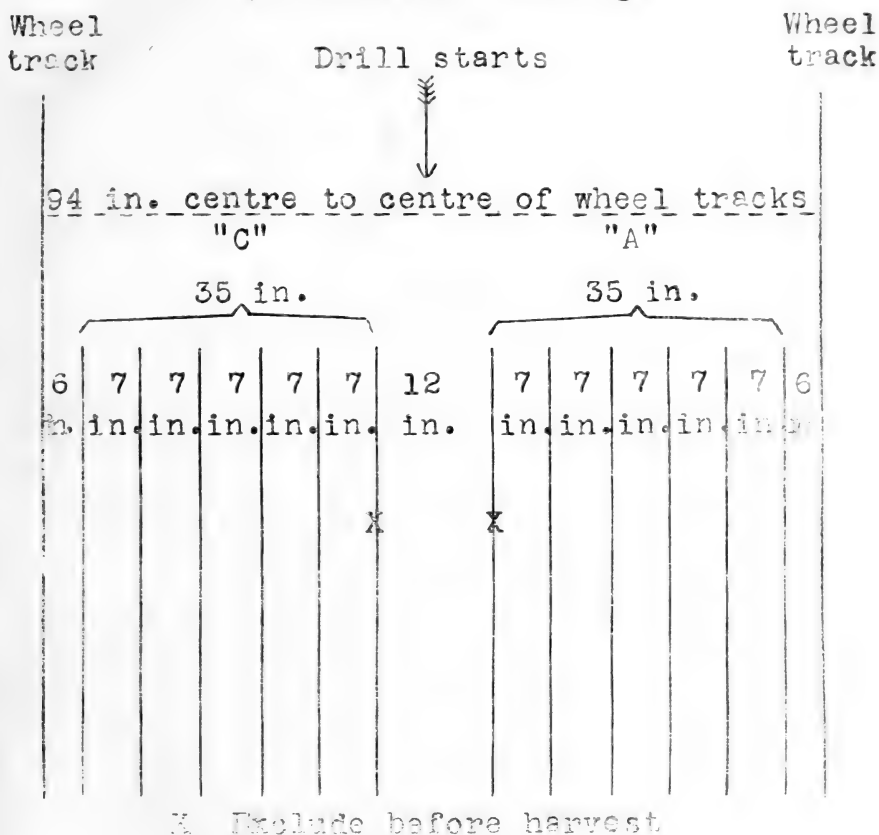 Wheel Wheel
track Drill starts track
94 in. centre to centre of wheel tracks
"C" "A"
35 in. 35 in.
6 7 7 7 7 7 12 7 7 7 7 7 6
in. in. in. in. in. in. in. in. in. in. in. in.
X X
X Exclude before harvest